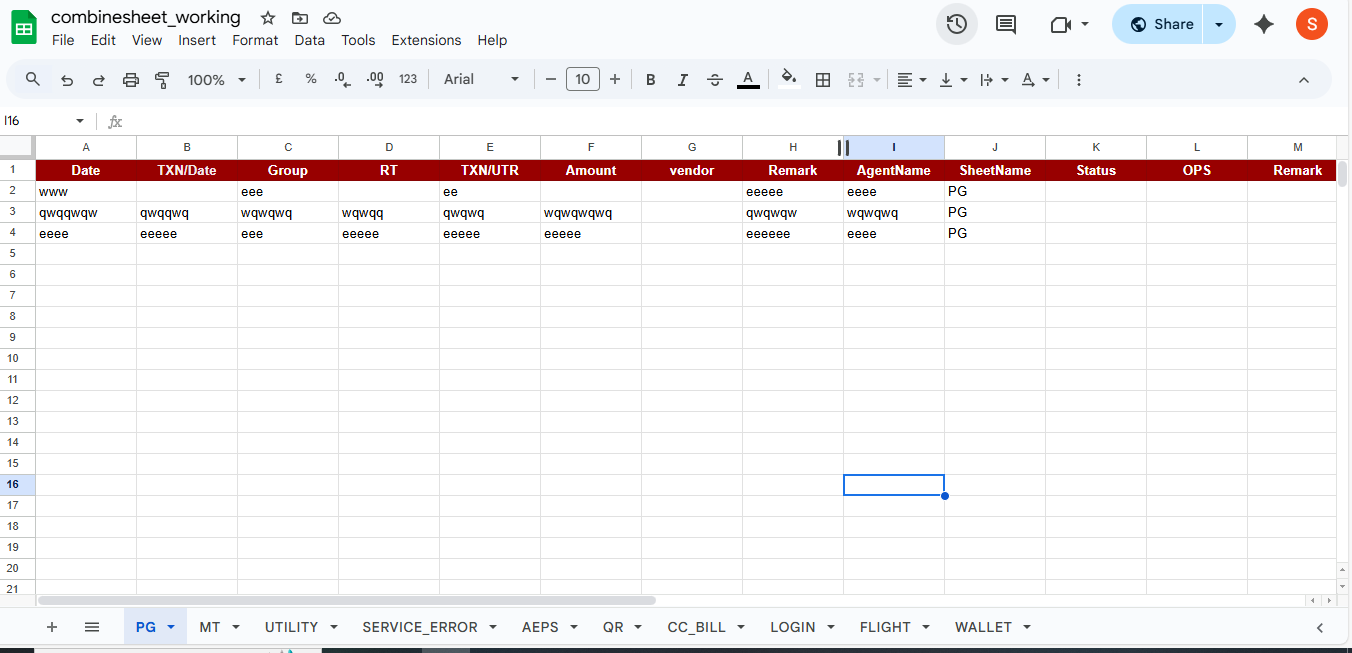 combinesheet_working
File Edit View Insert Format Data Tools Extensions Help
Share
S
100% £ % .0 .00 123 Arial 10 B I S A A
I16 fx
A B C D E F G H I J K L M
1 Date TXN/Date Group RT TXN/UTR Amount vendor Remark AgentName SheetName Status OPS Remark
2 www eee ee eeeee eeee PG
3 qwqqwqw qwqqwq wqwqwq wqwqq qwqwq wqwqwqwq qwqwqw wqwqwq PG
4 eeee eeeee eee eeeee eeeee eeeee eeeeee eeee PG
5
6
7
8
9
10
11
12
13
14
15
16
17
18
19
20
21
PG MT UTILITY SERVICE_ERROR AEPS QR CC_BILL LOGIN FLIGHT WALLET